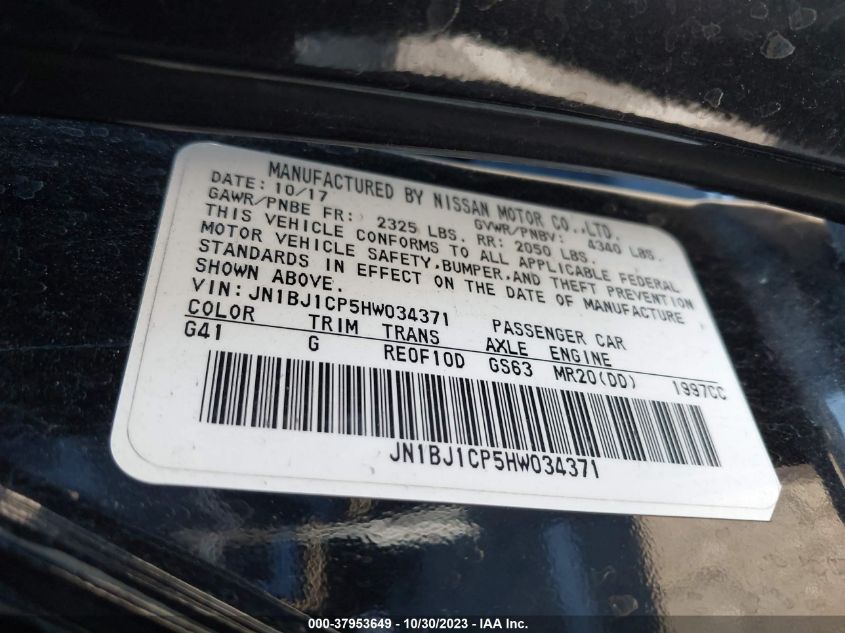 MANUFACTURED BY NISSAN MOTOR CO.,LTD.
DATE: 10/17 GVWR/PNBV: 4340 LBS.
GAWR/PNBE FR: 2325 LBS. RR: 2050 LBS.
THIS VEHICLE CONFORMS TO ALL APPLICABLE FEDERAL
MOTOR VEHICLE SAFETY,BUMPER,AND THEFT PREVENTION
STANDARDS IN EFFECT ON THE DATE OF MANUFACTURE
SHOWN ABOVE.
VIN: JN1BJ1CP5HW034371 PASSENGER CAR
COLOR TRIM TRANS AXLE ENGINE
G41 G RE0F10D GS63 MR20(DD) 1997CC
JN1BJ1CP5HW034371
000-37953649 - 10/30/2023 - IAAI.COM